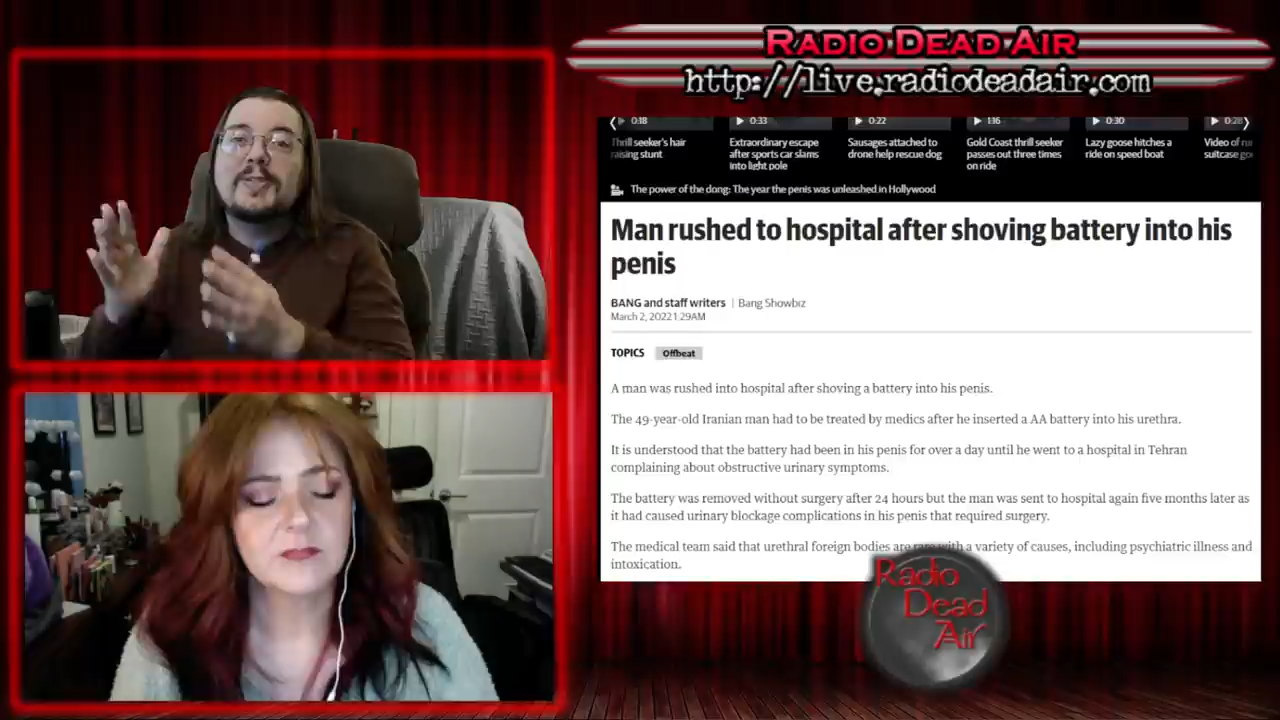 RADIO DEAD AIR
http://live.radiodeadair.com
0:18
0:33
0:22
1:16
0:30
0:28
Thrill seeker's hair
raising stunt
Extraordinary escape
after sports car slams
into light pole
Sausages attached to
drone help rescue dog
Gold Coast thrill seeker
passes out three times
on ride
Lazy goose hitches a
ride on speed boat
Video of
suitcase
The power of the dong: The year the penis was unleashed in Hollywood
Man rushed to hospital after shoving battery into his
penis
BANG and staff writers | Bang Showbiz
March 2, 2022 1:29AM
TOPICS Offbeat
A man was rushed into hospital after shoving a battery into his penis.
The 49-year-old Iranian man had to be treated by medics after he inserted a AA battery into his urethra.
It is understood that the battery had been in his penis for over a day until he went to a hospital in Tehran
complaining about obstructive urinary symptoms.
The battery was removed without surgery after 24 hours but the man was sent to hospital again five months later as
it had caused urinary blockage complications in his penis that required surgery.
The medical team said that urethral foreign bodies are rare with a variety of causes, including psychiatric illness and
intoxication.
Radio
Dead
Air